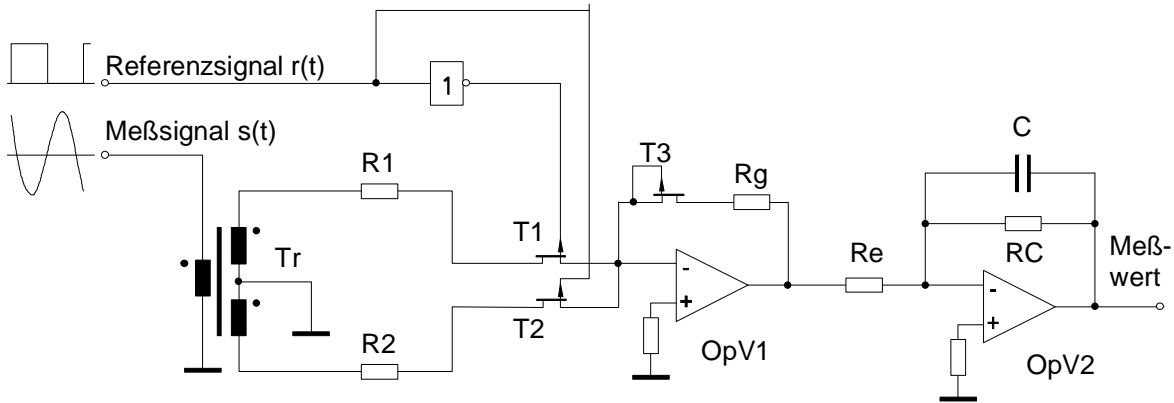 Referenzsignal r(t)
1
Meßsignal s(t)
C
T3
R1
Rg
T1
RC
Meß-
wert
Tr
Re
-
+
T2
-
+
R2
OpV1
OpV2